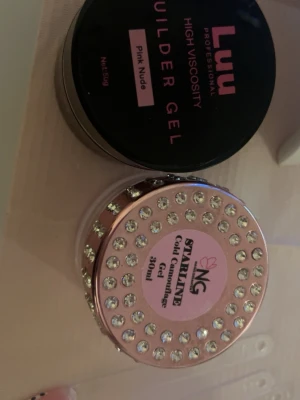 Luu
PROFESSIONAL
HIGH VISCOSITY
UILDER GEL
Pink Nude
NG
STARLINE
Cold Camouflage
Gel
30ml